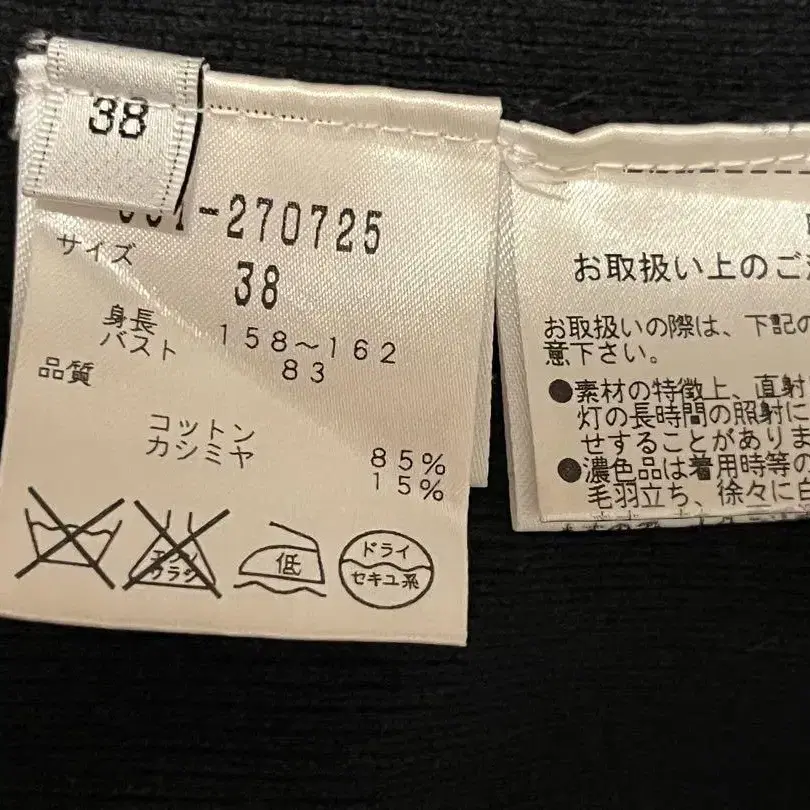 38
-270725
サイズ
38
身長 158～162
バスト 83
品質
コットン 85%
カシミヤ 15%
低
ドライ
セキユ系
お取扱い上のご
お取扱いの際は、下記の
意下さい。
●素材の特徴上、直射
灯の長時間の照射に
せすることがありま
●濃色品は着用時等の
毛羽立ち、徐々に白